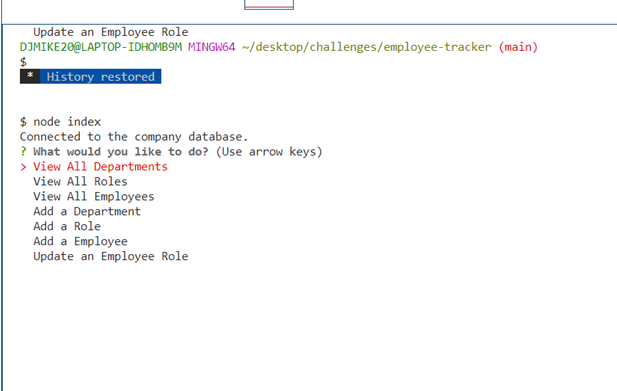 Update an Employee Role
DJMIKE20@LAPTOP-IDHOMB9M MINGW64 ~/desktop/challenges/employee-tracker (main)
$
* History restored
$ node index
Connected to the company database.
? What would you like to do? (Use arrow keys)
> View All Departments
View All Roles
View All Employees
Add a Department
Add a Role
Add a Employee
Update an Employee Role